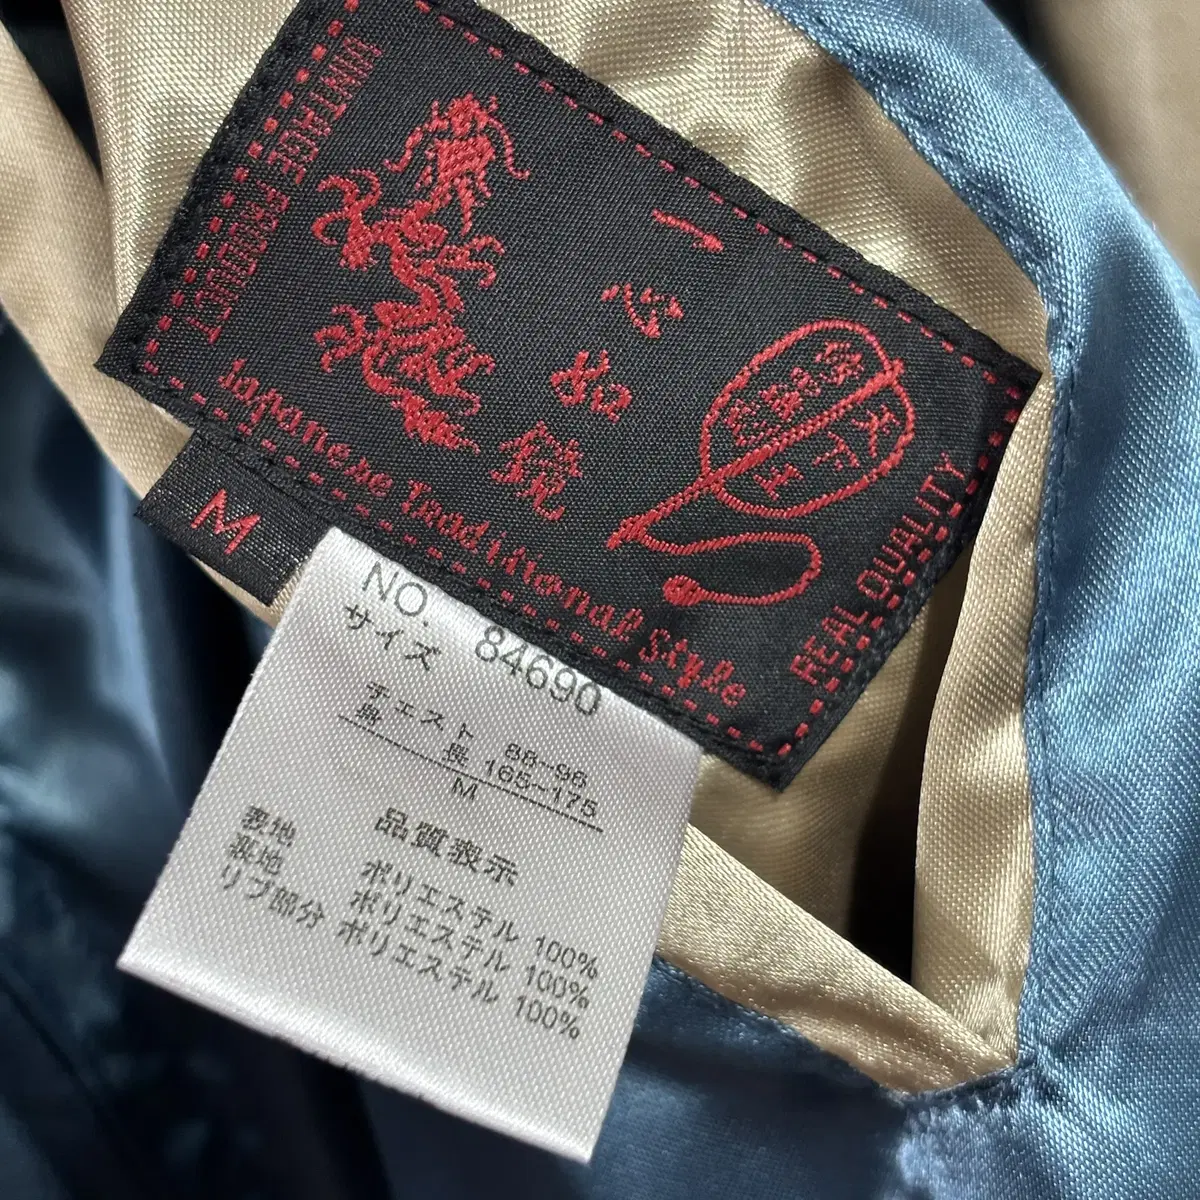 VINTAGE PRODUCT
一心如鏡
天下
REAL QUALITY
Japanese Traditional Style
M
NO. 84690
サイズ
チェスト 88~96
身長 165~175
M
品質表示
表地 ポリエステル 100%
裏地 ポリエステル 100%
リブ部分 ポリエステル 100%